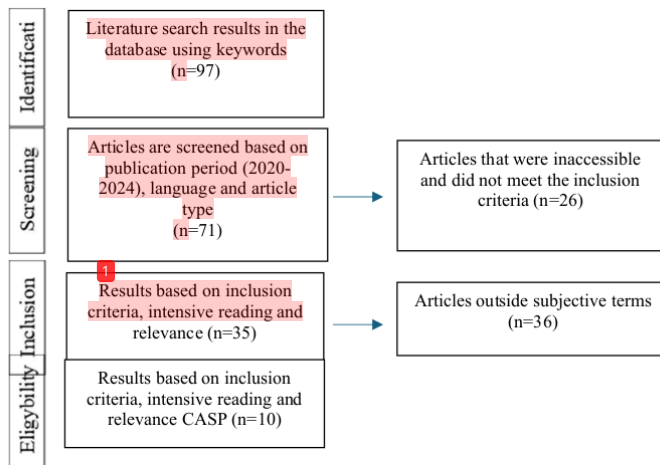 Identificati
Literature search results in the
database using keywords
(n=97)
Screening
Articles are screened based on
publication period (2020-
2024), language and article
type
(n=71)
Articles that were inaccessible
and did not meet the inclusion
criteria (n=26)
1
Inclusion
Results based on inclusion
criteria, intensive reading and
relevance (n=35)
Articles outside subjective terms
(n=36)
Eligybility
Results based on inclusion
criteria, intensive reading and
relevance CASP (n=10)